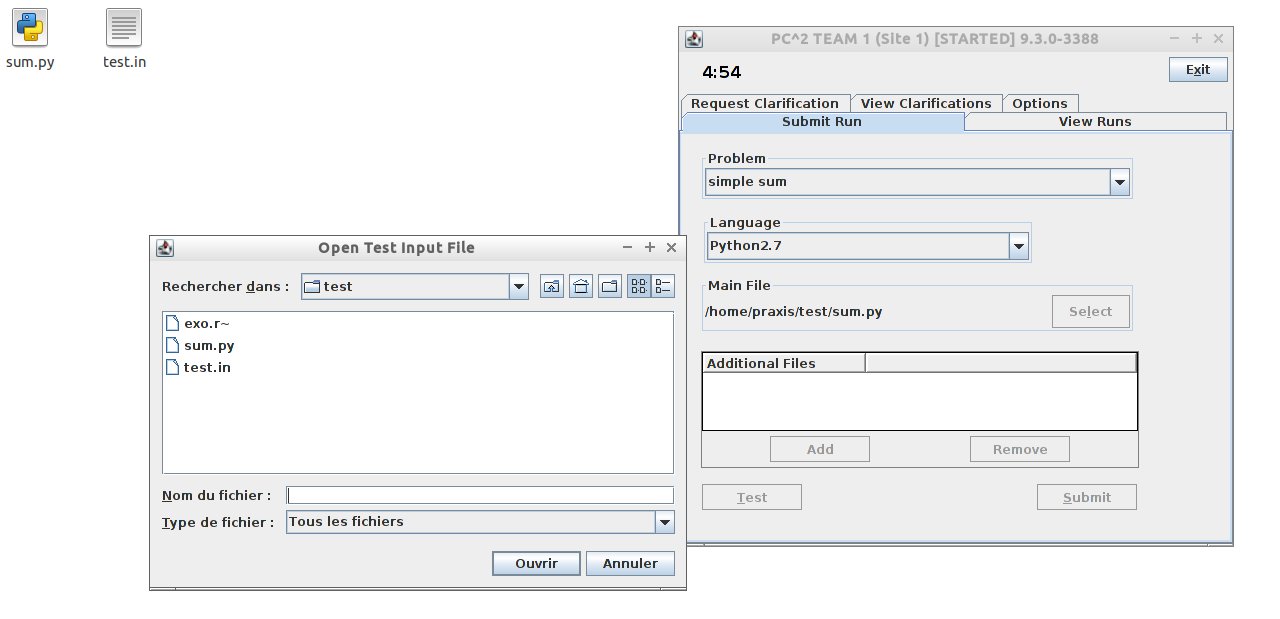 sum.py
test.in
PC^2 TEAM 1 (Site 1) [STARTED] 9.3.0-3388
4:54
Exit
Request Clarification
View Clarifications
Options
Submit Run
View Runs
Problem
simple sum
Language
Python2.7
Main File
/home/praxis/test/sum.py
Select
Additional Files
Add
Remove
Test
Submit
Open Test Input File
Rechercher dans :
test
exo.r~
sum.py
test.in
Nom du fichier :
Type de fichier :
Tous les fichiers
Ouvrir
Annuler